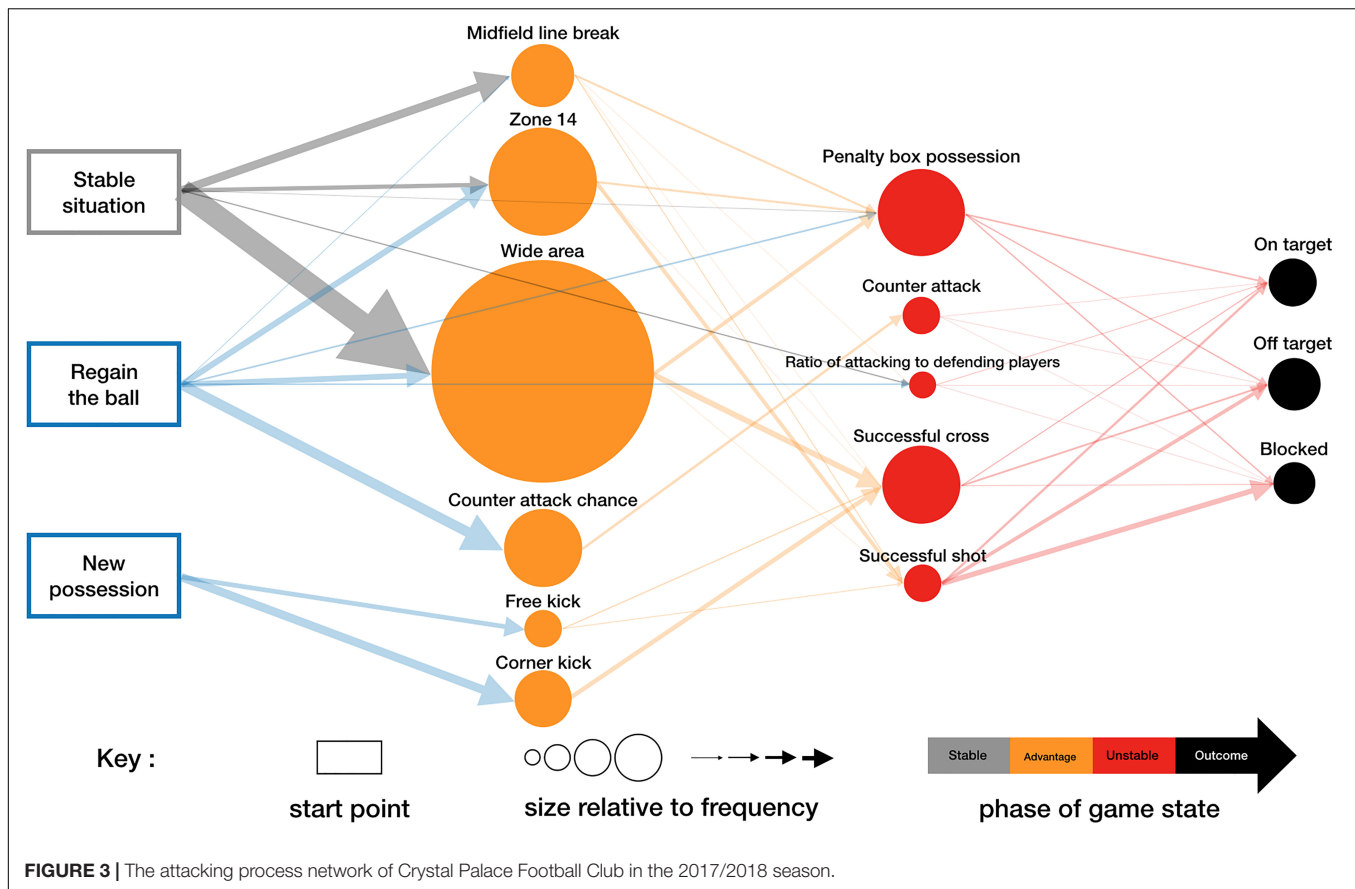 Midfield line break
Zone 14
Stable
situation
Penalty box possession
Wide area
On target
Counter attack
Regain
the ball
Off target
Ratio of attacking to defending players
Successful cross
Blocked
Counter attack chance
New
possession
Successful shot
Free kick
Corner kick
Key :
Stable
Advantage
Unstable
Outcome
start point
size relative to frequency
phase of game state
FIGURE 3 | The attacking process network of Crystal Palace Football Club in the 2017/2018 season.